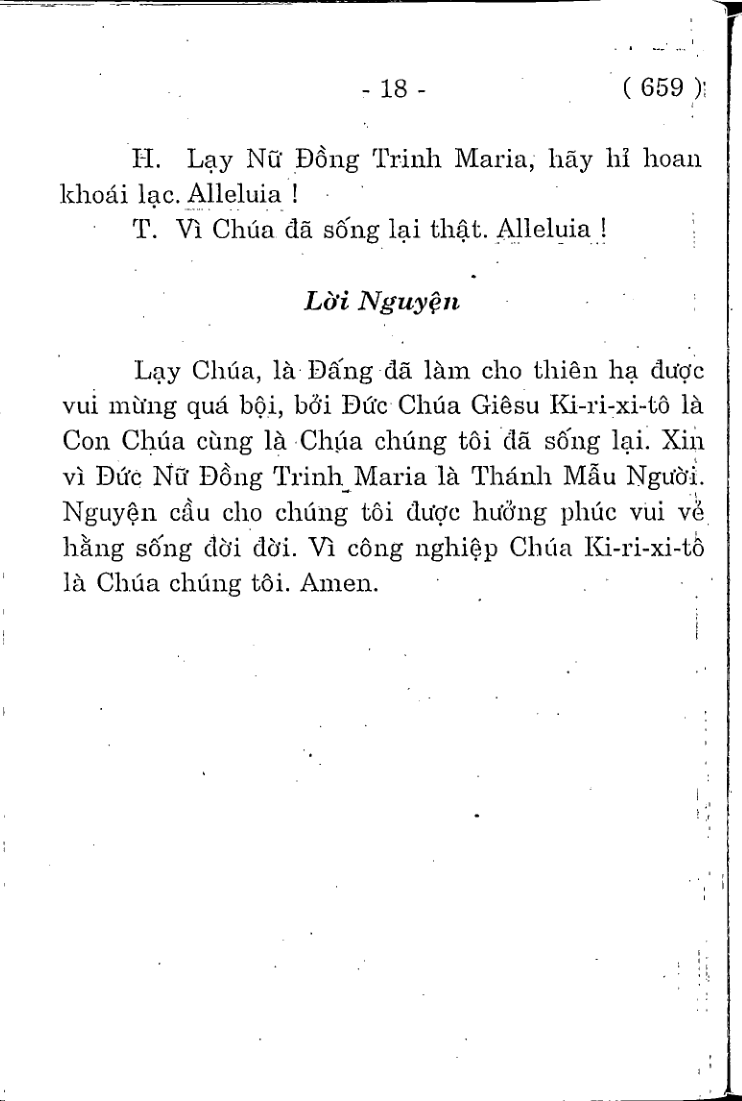 - 18 - ( 659 )
H. Lạy Nữ Đồng Trinh Maria, hãy hỉ hoan
khoái lạc. Alleluia !
T. Vì Chúa đã sống lại thật. Alleluia !
Lời Nguyện
Lạy Chúa, là Đấng đã làm cho thiên hạ được
vui mừng quá bội, bởi Đức Chúa Giêsu Ki-ri-xi-tô là
Con Chúa cùng là Chúa chúng tôi đã sống lại. Xin
vì Đức Nữ Đồng Trinh Maria là Thánh Mẫu Người.
Nguyện cầu cho chúng tôi được hưởng phúc vui vẻ
hằng sống đời đời. Vì công nghiệp Chúa Ki-ri-xi-tô
là Chúa chúng tôi. Amen.